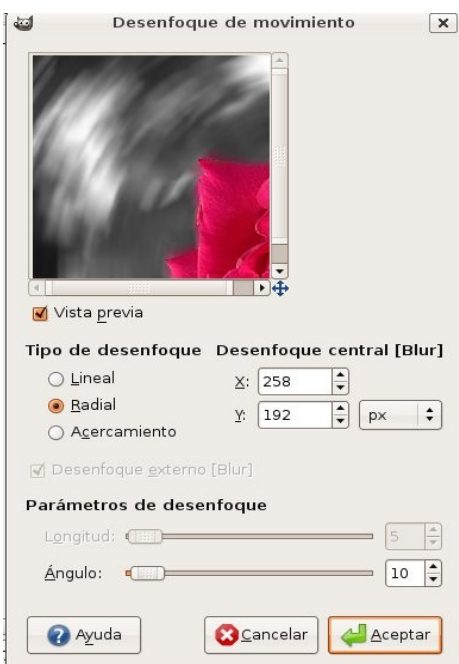 Desenfoque de movimiento
Vista previa
Tipo de desenfoque Desenfoque central [Blur]
Lineal X: 258
Radial Y: 192 px
Acercamiento
Desenfoque externo [Blur]
Parámetros de desenfoque
Longitud: 5
Ángulo: 10
Ayuda Cancelar Aceptar